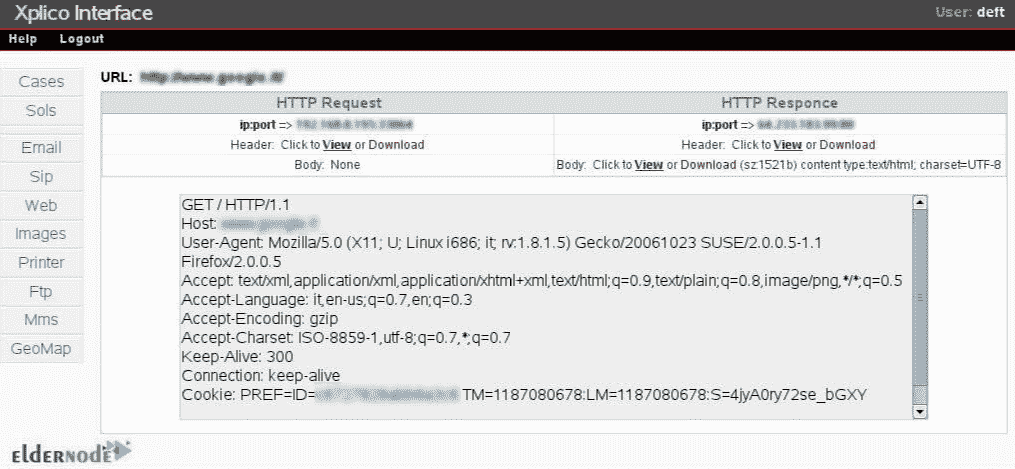 Xplico Interface
User: deft
Help Logout
Cases
Sols
Email
Sip
Web
Images
Printer
Ftp
Mms
GeoMap
URL:
HTTP Request HTTP Responce
ip:port => ip:port =>
Header: Click to View or Download Header: Click to View or Download
Body: None Body: Click to View or Download (sz:1521b) content type:text/html; charset=UTF-8
GET / HTTP/1.1
Host:
User-Agent: Mozilla/5.0 (X11; U; Linux i686; it; rv:1.8.1.5) Gecko/20061023 SUSE/2.0.0.5-1.1
Firefox/2.0.0.5
Accept: text/xml,application/xml,application/xhtml+xml,text/html;q=0.9,text/plain;q=0.8,image/png,*/*;q=0.5
Accept-Language: it,en-us;q=0.7,en;q=0.3
Accept-Encoding: gzip
Accept-Charset: ISO-8859-1,utf-8;q=0.7,*;q=0.7
Keep-Alive: 300
Connection: keep-alive
Cookie: PREF=ID= TM=1187080678:LM=1187080678:S=4jyA0ry72se_bGXY
elderNode